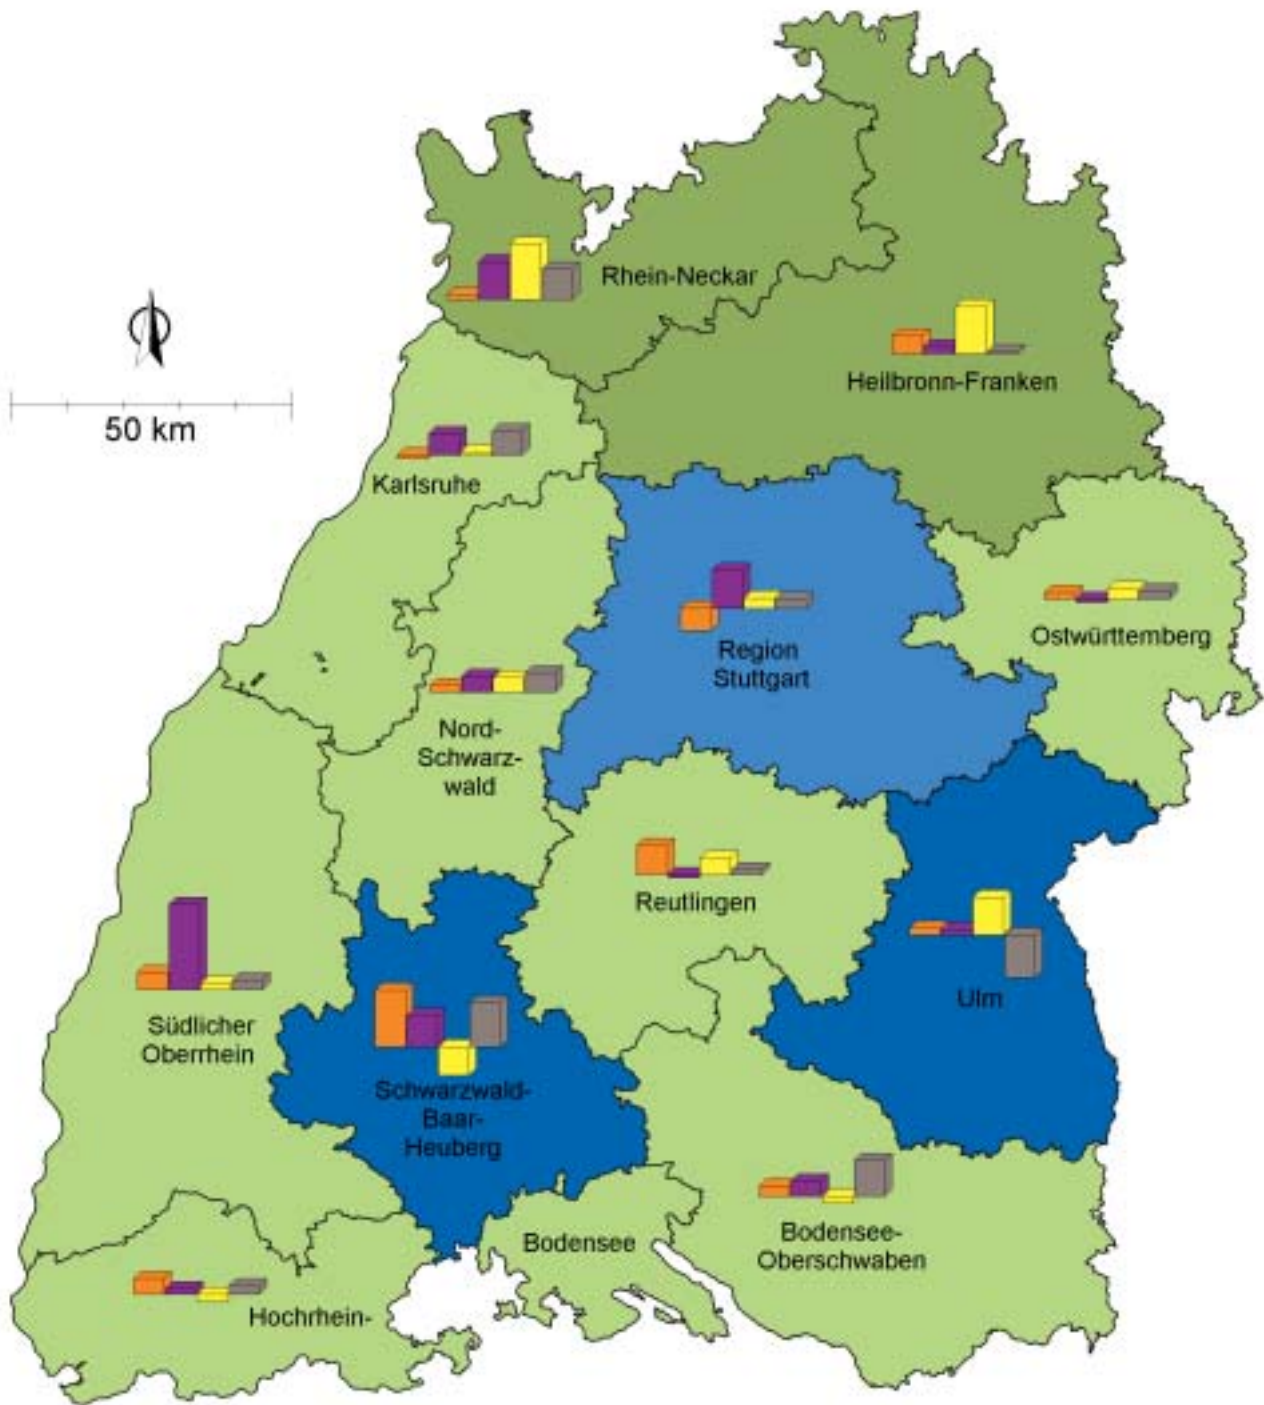 Rhein-Neckar
Heilbronn-Franken
50 km
Karlsruhe
Ostwürttemberg
Region
Stuttgart
Nord-
Schwarz-
wald
Reutlingen
Ulm
Südlicher
Oberrhein
Schwarzwald-
Baar-
Heuberg
Bodensee-
Oberschwaben
Bodensee
Hochrhein-